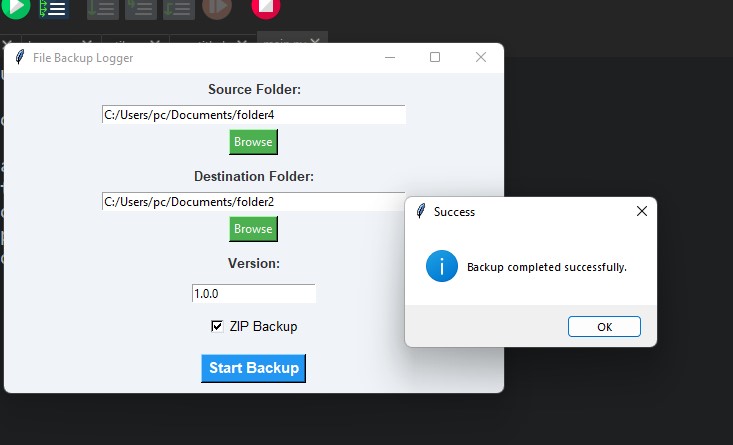 File Backup Logger
Source Folder:
C:/Users/pc/Documents/folder4
Browse
Destination Folder:
C:/Users/pc/Documents/folder2
Browse
Version:
1.0.0
ZIP Backup
Start Backup
Success
Backup completed successfully.
OK